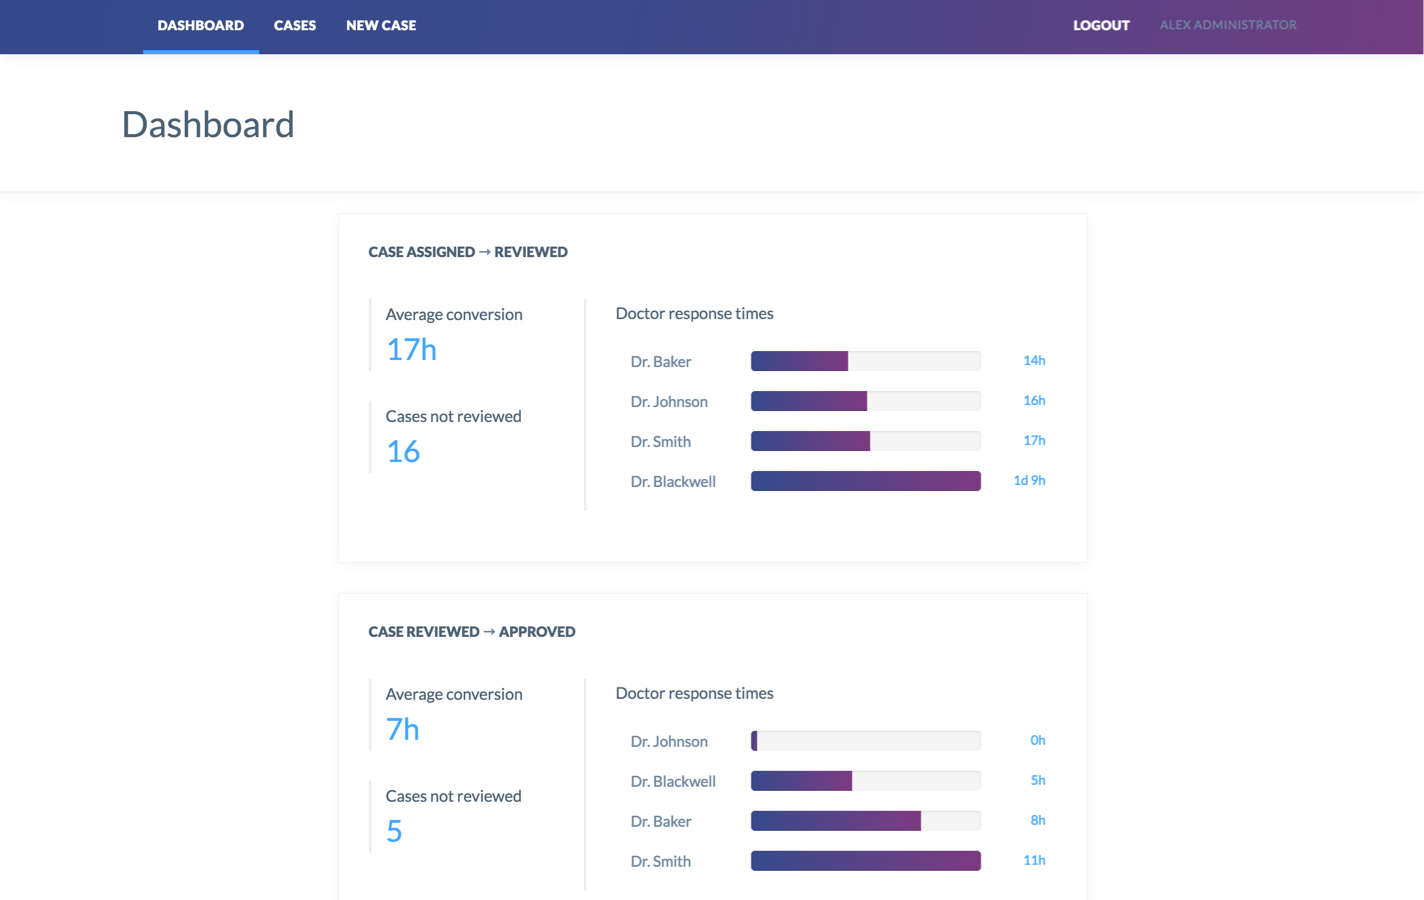 DASHBOARD CASES NEW CASE LOGOUT ALEX ADMINISTRATOR
Dashboard
CASE ASSIGNED → REVIEWED
Average conversion
17h
Cases not reviewed
16
Doctor response times
Dr. Baker 14h
Dr. Johnson 16h
Dr. Smith 17h
Dr. Blackwell 1d 9h
CASE REVIEWED → APPROVED
Average conversion
7h
Cases not reviewed
5
Doctor response times
Dr. Johnson 0h
Dr. Blackwell 5h
Dr. Baker 8h
Dr. Smith 11h